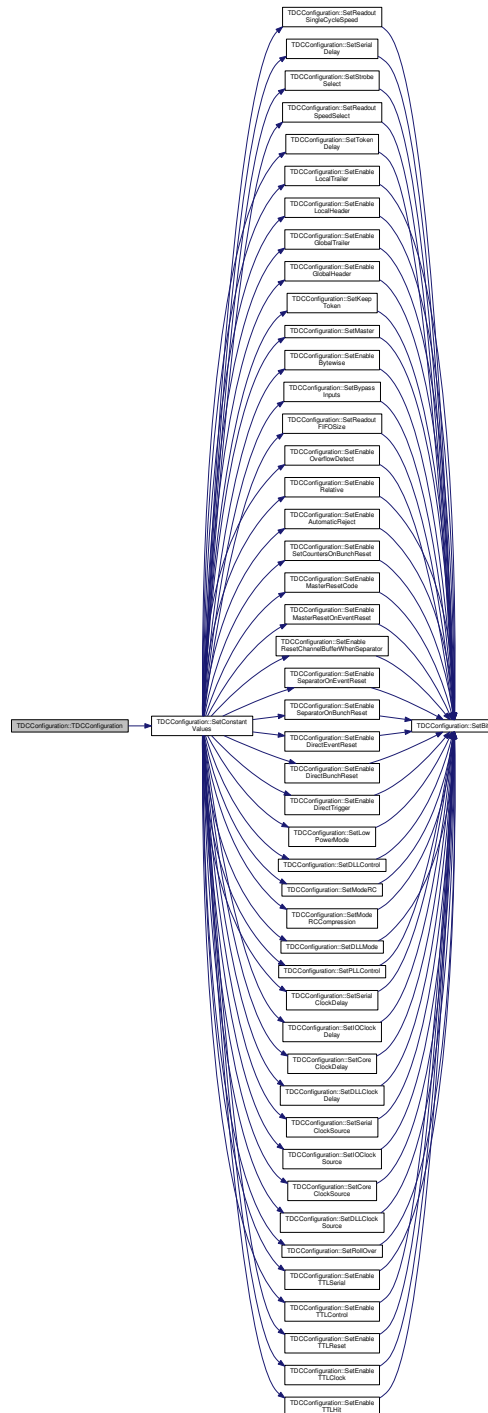 TDCConfiguration::SetReadout
SingleCycleSpeed
TDCConfiguration::SetSerial
Delay
TDCConfiguration::SetStrobe
Select
TDCConfiguration::SetReadout
SpeedSelect
TDCConfiguration::SetToken
Delay
TDCConfiguration::SetEnable
LocalTrailer
TDCConfiguration::SetEnable
LocalHeader
TDCConfiguration::SetEnable
GlobalTrailer
TDCConfiguration::SetEnable
GlobalHeader
TDCConfiguration::SetKeep
Token
TDCConfiguration::SetMaster
TDCConfiguration::SetEnable
Bytewise
TDCConfiguration::SetBypass
Inputs
TDCConfiguration::SetReadout
FIFOSize
TDCConfiguration::SetEnable
OverflowDetect
TDCConfiguration::SetEnable
Relative
TDCConfiguration::SetEnable
AutomaticReject
TDCConfiguration::SetEnable
SetCountersOnBunchReset
TDCConfiguration::SetEnable
MasterResetCode
TDCConfiguration::SetEnable
MasterResetOnEventReset
TDCConfiguration::SetEnable
ResetChannelBufferWhenSeparator
TDCConfiguration::SetEnable
SeparatorOnEventReset
TDCConfiguration::SetEnable
SeparatorOnBunchReset
TDCConfiguration::TDCConfiguration
TDCConfiguration::SetConstant
Values
TDCConfiguration::SetBits
TDCConfiguration::SetEnable
DirectEventReset
TDCConfiguration::SetEnable
DirectBunchReset
TDCConfiguration::SetEnable
DirectTrigger
TDCConfiguration::SetLow
PowerMode
TDCConfiguration::SetDLLControl
TDCConfiguration::SetModeRC
TDCConfiguration::SetMode
RCCompression
TDCConfiguration::SetDLLMode
TDCConfiguration::SetPLLControl
TDCConfiguration::SetSerial
ClockDelay
TDCConfiguration::SetIOClock
Delay
TDCConfiguration::SetCore
ClockDelay
TDCConfiguration::SetDLLClock
Delay
TDCConfiguration::SetSerial
ClockSource
TDCConfiguration::SetIOClock
Source
TDCConfiguration::SetCore
ClockSource
TDCConfiguration::SetDLLClock
Source
TDCConfiguration::SetRollOver
TDCConfiguration::SetEnable
TTLSerial
TDCConfiguration::SetEnable
TTLControl
TDCConfiguration::SetEnable
TTLReset
TDCConfiguration::SetEnable
TTLClock
TDCConfiguration::SetEnable
TTLHit